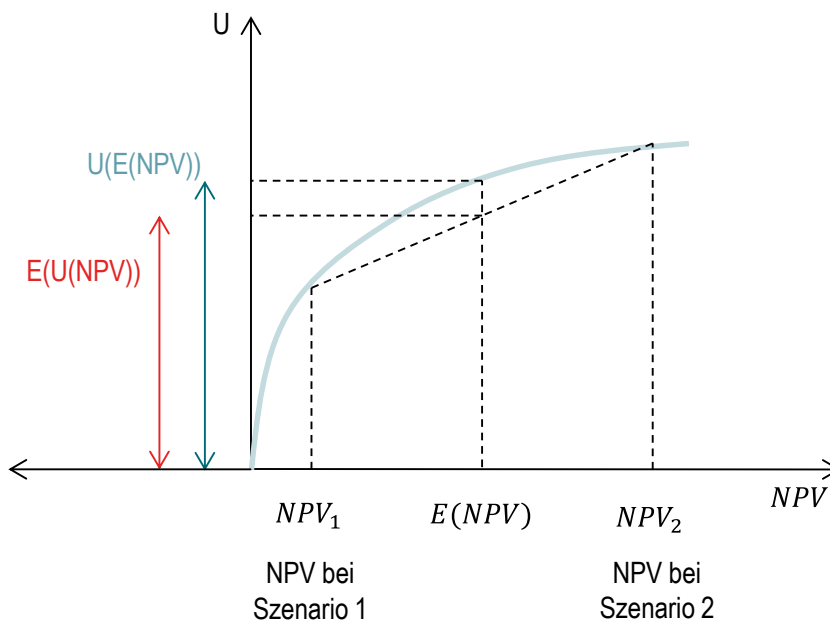 U
U(E(NPV))
E(U(NPV))
NPV
NPV₁
E(NPV)
NPV₂
NPV bei
Szenario 1
NPV bei
Szenario 2